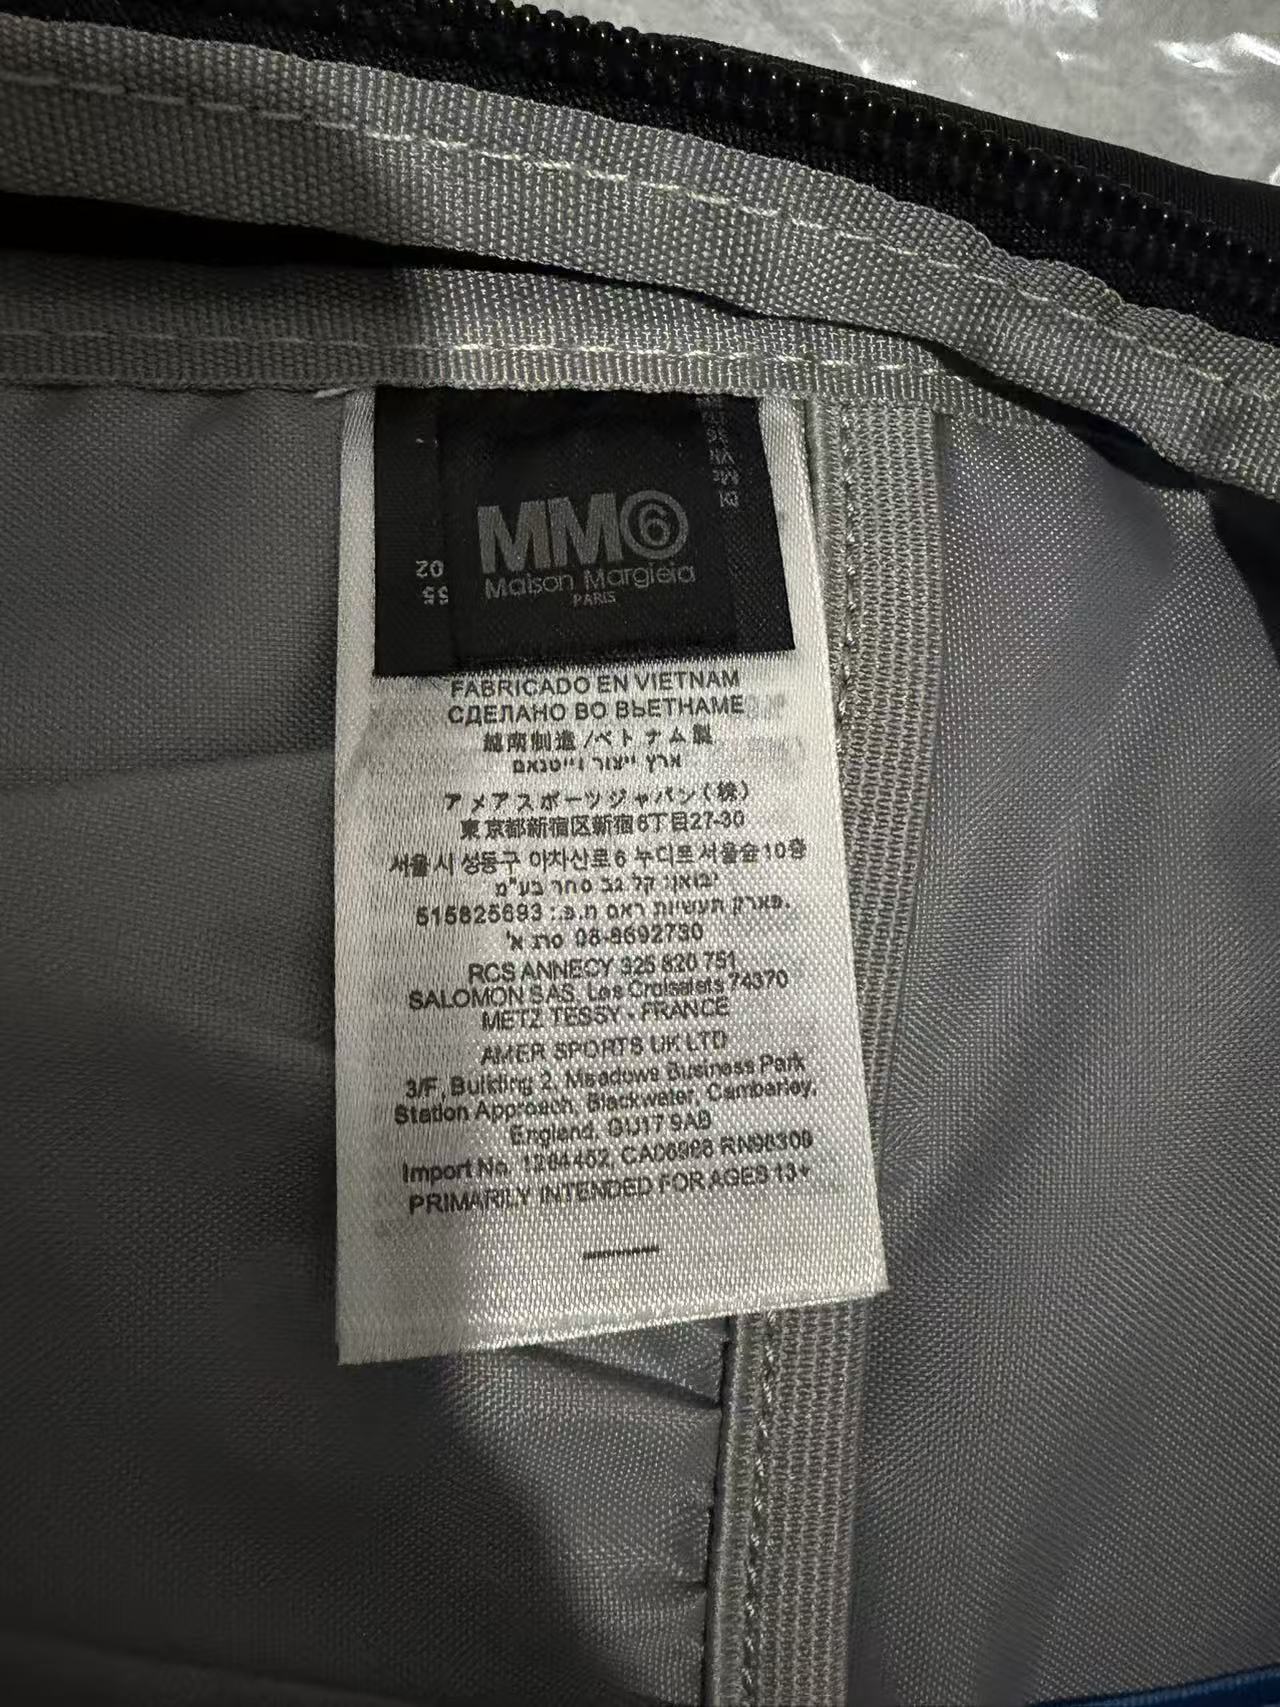 MM6
Maison Margiela
PARIS
02
FABRICADO EN VIETNAM
СДЕЛАНО ВО ВЬЕТНАМЕ
越南制造/ベトナム製
ארץ ייצור וייטנאם
アメアスポーツジャパン(株)
東京都新宿区新宿6丁目27-30
서울시 성동구 아차산로6 누디트서울숲10층
יבואן: קל גב סחר בע"מ
פארק תעשיות ראם ח.פ.: 515825693.
סרג א' 08-8692730
RCS ANNECY 325 820 751
SALOMON SAS, Les Croiselets 74370
METZ TESSY - FRANCE
AMER SPORTS UK LTD
3/F, Building 2, Meadows Business Park
Station Approach, Blackwater, Camberley,
England, GU17 9AB
Import No. 1264462, CA06988 RN98309
PRIMARILY INTENDED FOR AGES 13+